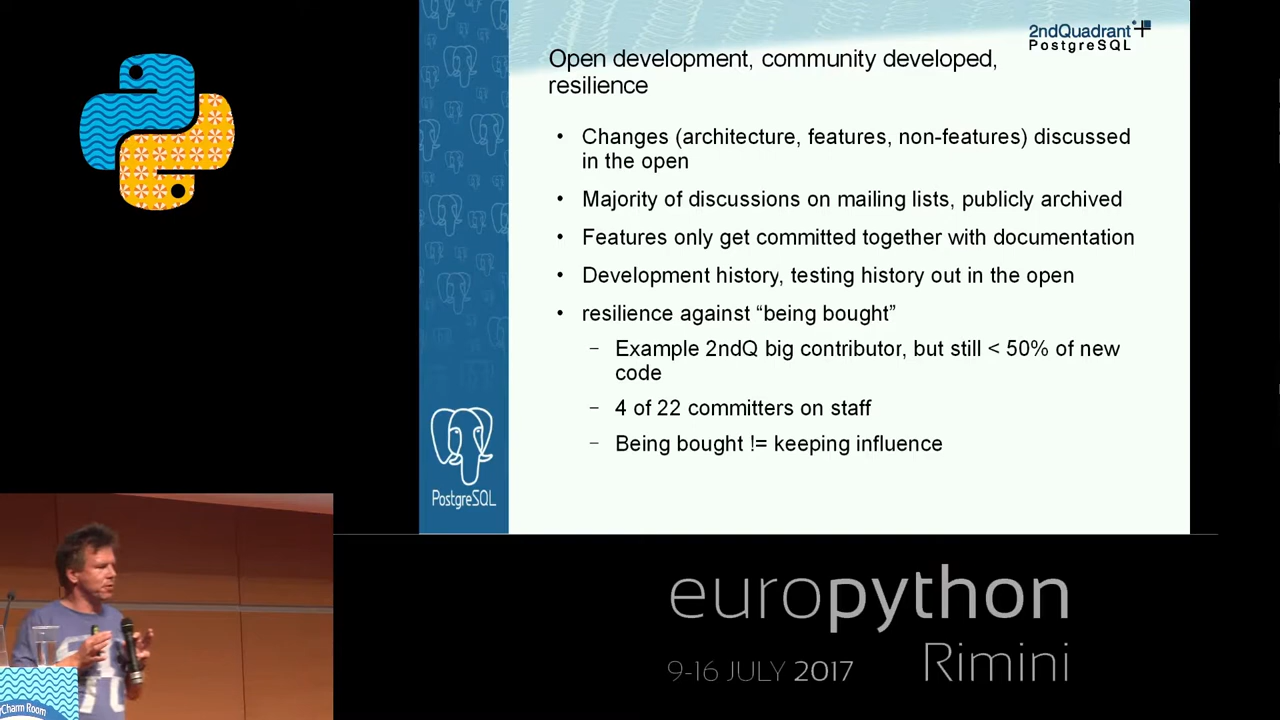 2ndQuadrant
PostgreSQL
Open development, community developed,
resilience
• Changes (architecture, features, non-features) discussed
in the open
• Majority of discussions on mailing lists, publicly archived
• Features only get committed together with documentation
• Development history, testing history out in the open
• resilience against “being bought”
– Example 2ndQ big contributor, but still < 50% of new
code
– 4 of 22 committers on staff
– Being bought != keeping influence
PostgreSQL
europython
Rimini
9-16 JULY 2017
Charm Room